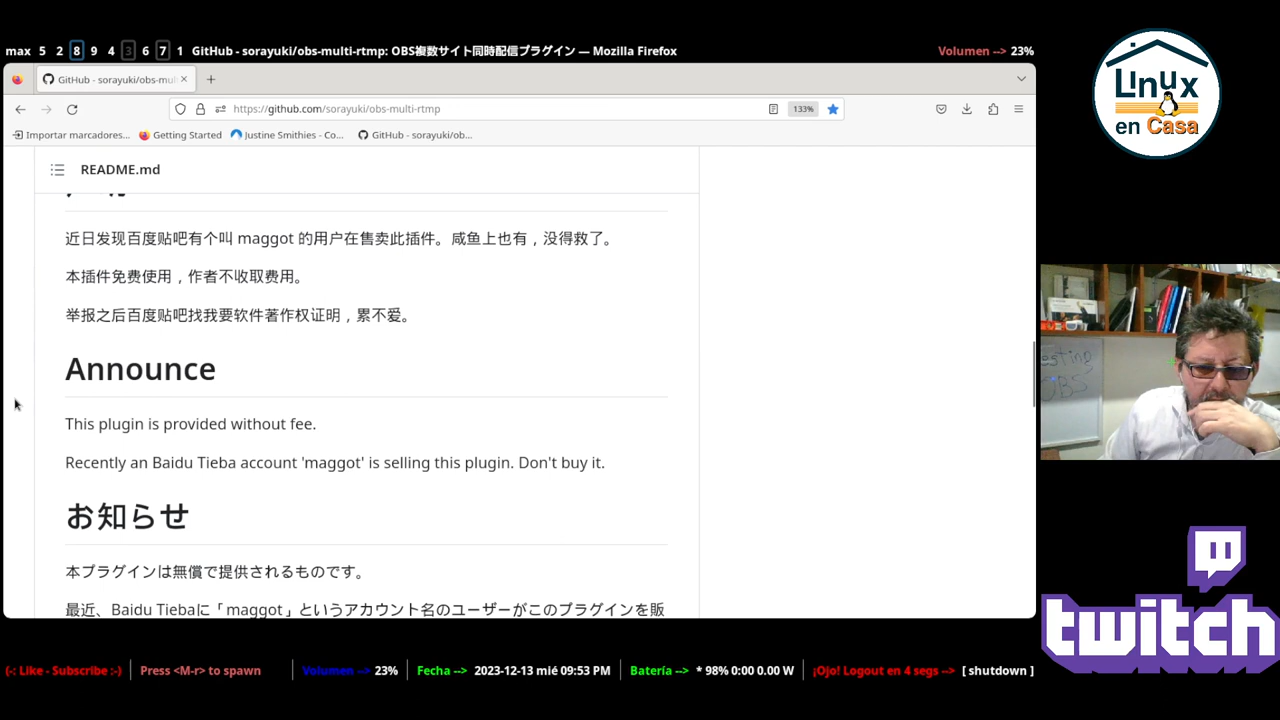 max 5 2 8 9 4 3 6 7 1 GitHub - sorayuki/obs-multi-rtmp: OBS複数サイト同時配信プラグイン — Mozilla Firefox Volumen --> 23%
GitHub - sorayuki/obs-mul
https://github.com/sorayuki/obs-multi-rtmp 133%
Importar marcadores... Getting Started Justine Smithies - Co... GitHub - sorayuki/ob...
README.md
近日发现百度贴吧有个叫 maggot 的用户在售卖此插件。咸鱼上也有，没得救了。
本插件免费使用，作者不收取费用。
举报之后百度贴吧找我要软件著作权证明，累不爱。
Announce
This plugin is provided without fee.
Recently an Baidu Tieba account 'maggot' is selling this plugin. Don't buy it.
お知らせ
本プラグインは無償で提供されるものです。
最近、Baidu Tiebaに「maggot」というアカウント名のユーザーがこのプラグインを販
(-: Like - Subscribe :-) Press <M-r> to spawn Volumen --> 23% Fecha --> 2023-12-13 mié 09:53 PM Batería --> * 98% 0:00 0.00 W ¡Ojo! Logout en 4 segs --> [ shutdown ]
Linux
en Casa
esting
OBS
twitch